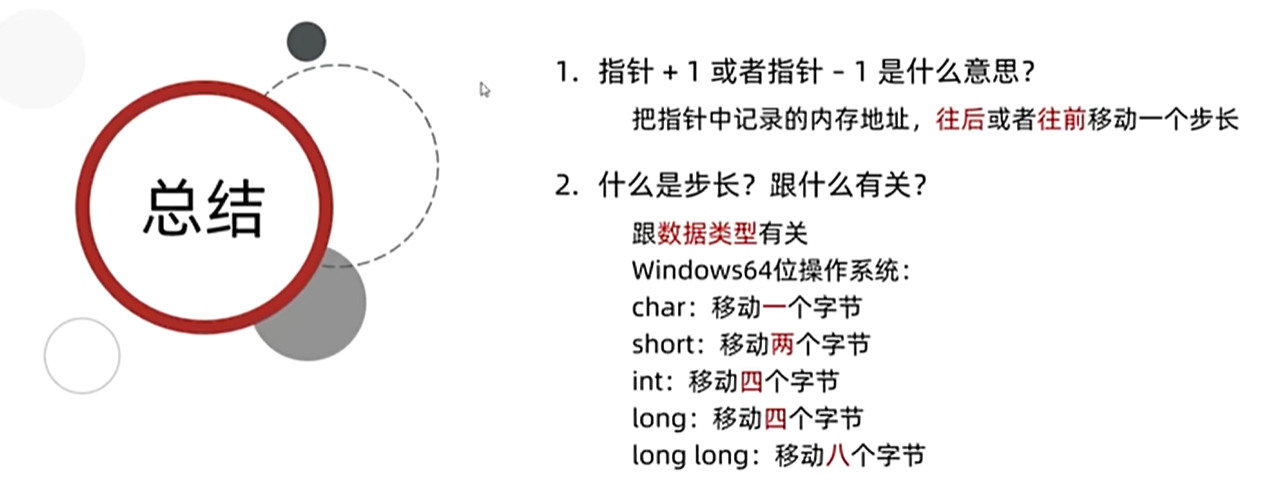 总结
1. 指针 + 1 或者指针 – 1 是什么意思？
把指针中记录的内存地址，往后或者往前移动一个步长
2. 什么是步长？跟什么有关？
跟数据类型有关
Windows64位操作系统：
char：移动一个字节
short：移动两个字节
int：移动四个字节
long：移动四个字节
long long：移动八个字节